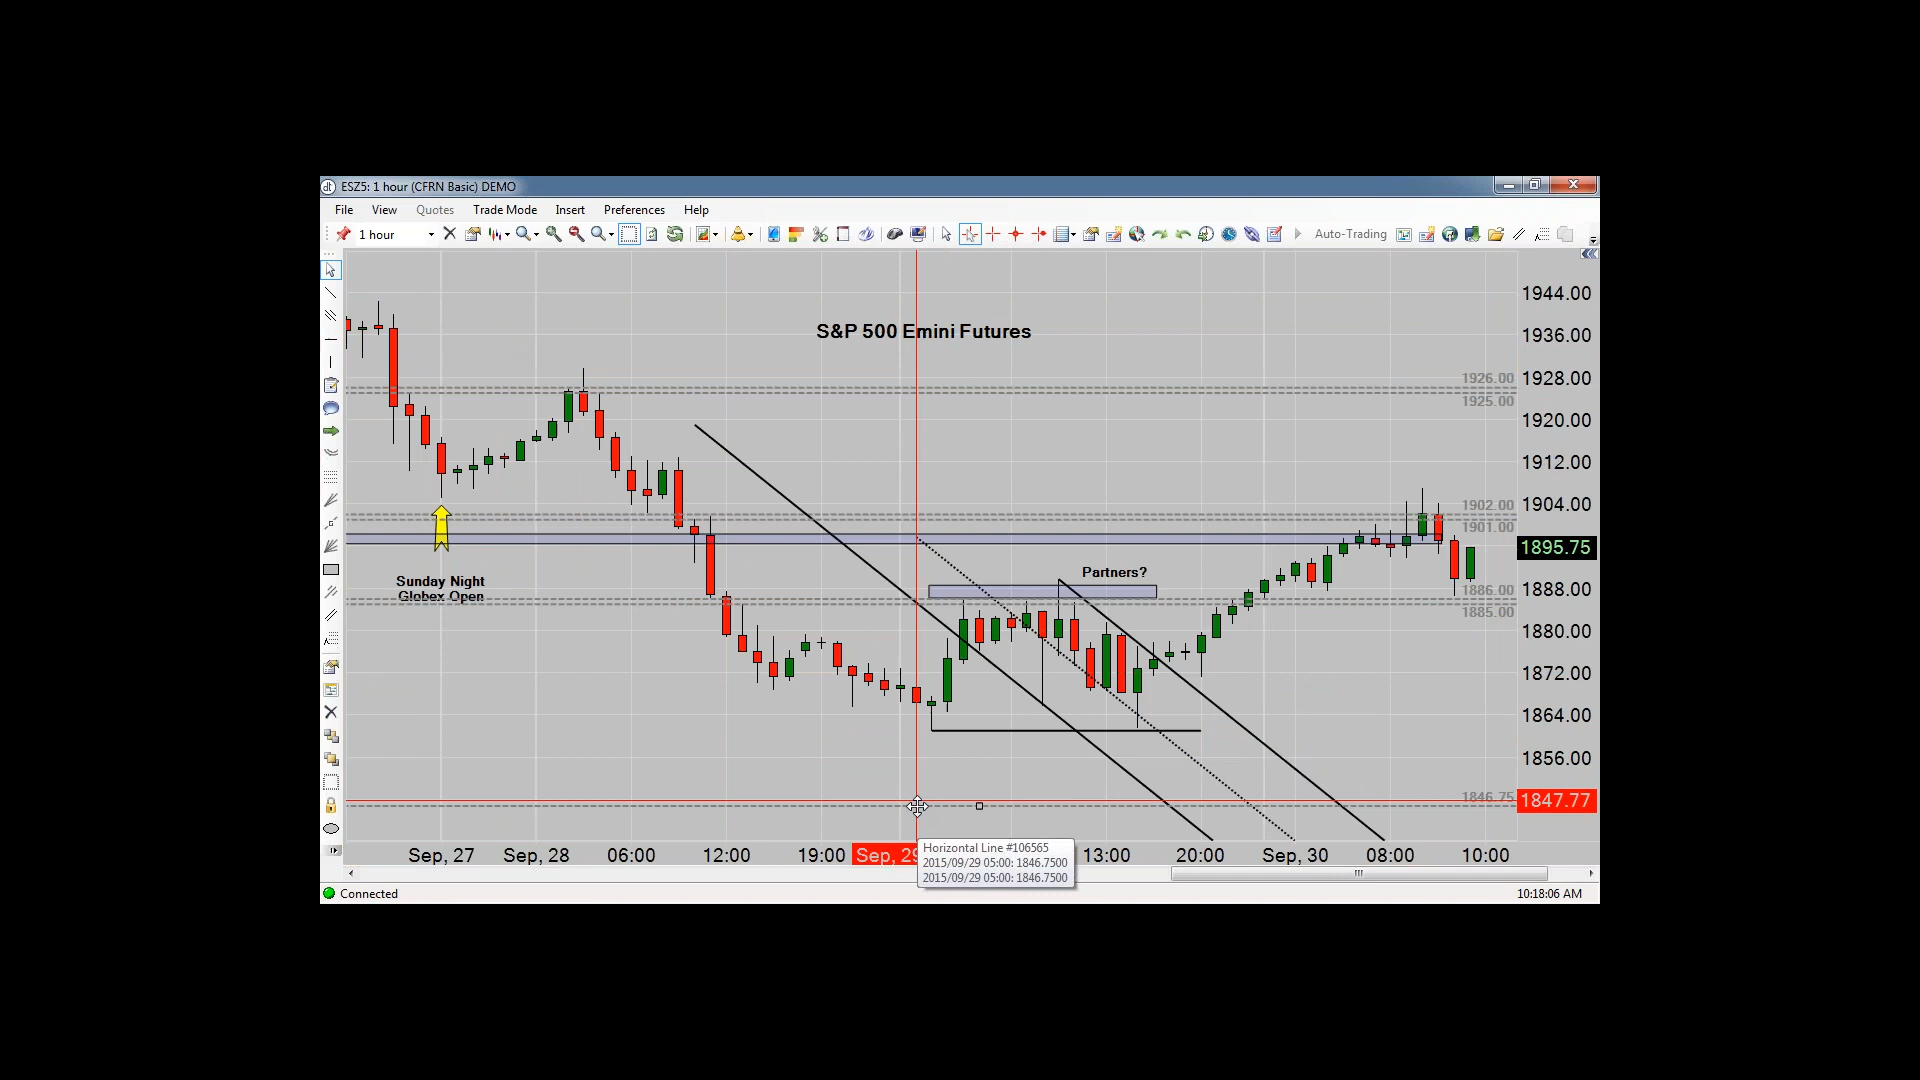 ESZ5: 1 hour (CFRN Basic) DEMO
File View Quotes Trade Mode Insert Preferences Help
1 hour
Auto-Trading
S&P 500 Emini Futures
1944.00
1936.00
1926.00
1928.00
1925.00
1920.00
1912.00
1902.00
1904.00
1901.00
1895.75
Partners?
Sunday Night
Globex Open
1886.00
1888.00
1885.00
1880.00
1872.00
1864.00
1856.00
1846.75
1847.77
Sep, 27 Sep, 28 06:00 12:00 19:00 Sep, 29 13:00 20:00 Sep, 30 08:00 10:00
Horizontal Line #106565
2015/09/29 05:00: 1846.7500
2015/09/29 05:00: 1846.7500
Connected
10:18:06 AM